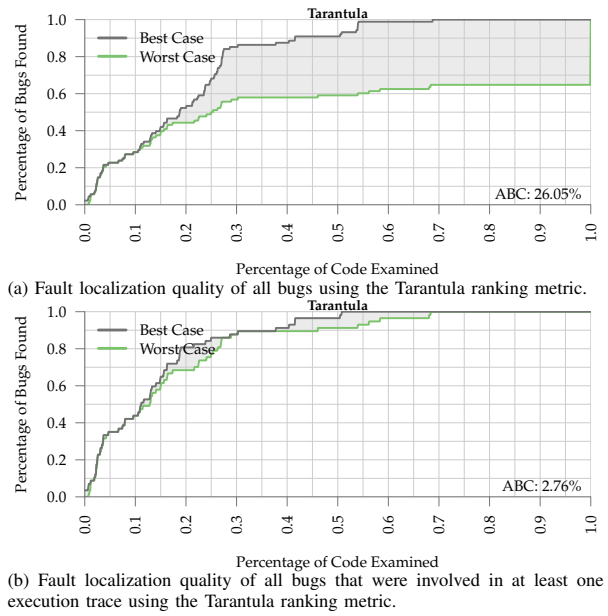 Tarantula
1.0
0.8
0.6
0.4
0.2
0.0
Percentage of Bugs Found
Best Case
Worst Case
ABC: 26.05%
0.0
0.1
0.2
0.3
0.4
0.5
0.6
0.7
0.8
0.9
1.0
Percentage of Code Examined
(a) Fault localization quality of all bugs using the Tarantula ranking metric.
Tarantula
1.0
0.8
0.6
0.4
0.2
0.0
Percentage of Bugs Found
Best Case
Worst Case
ABC: 2.76%
0.0
0.1
0.2
0.3
0.4
0.5
0.6
0.7
0.8
0.9
1.0
Percentage of Code Examined
(b) Fault localization quality of all bugs that were involved in at least one
execution trace using the Tarantula ranking metric.